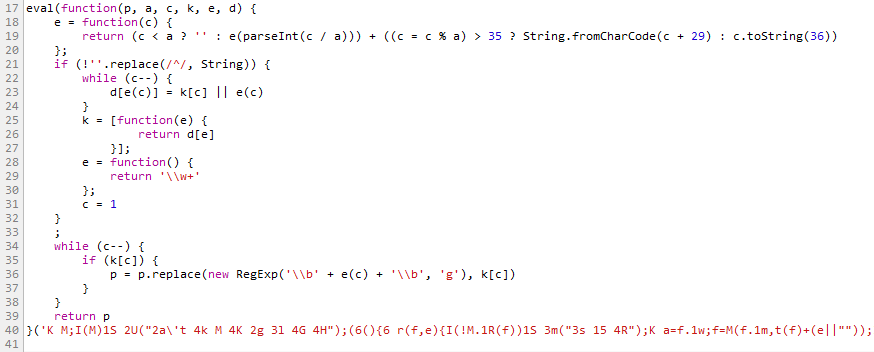 17 eval(function(p, a, c, k, e, d) {
18     e = function(c) {
19         return (c < a ? '' : e(parseInt(c / a))) + ((c = c % a) > 35 ? String.fromCharCode(c + 29) : c.toString(36))
20     };
21     if (!''.replace(/^/, String)) {
22         while (c--) {
23             d[e(c)] = k[c] || e(c)
24         }
25         k = [function(e) {
26                 return d[e]
27             }];
28         e = function() {
29             return '\\w+'
30         };
31         c = 1
32     }
33     ;
34     while (c--) {
35         if (k[c]) {
36             p = p.replace(new RegExp('\\b' + e(c) + '\\b', 'g'), k[c])
37         }
38     }
39     return p
40 }('K M;I(M)1S 2U("2a\'t 4k M 4K 2g 3l 4G 4H");(6(){6 r(f,e){I(!M.1R(f))1S 3m("3s 15 4R");K a=f.1w;f=M(f.1m,t(f)+(e||""));
41